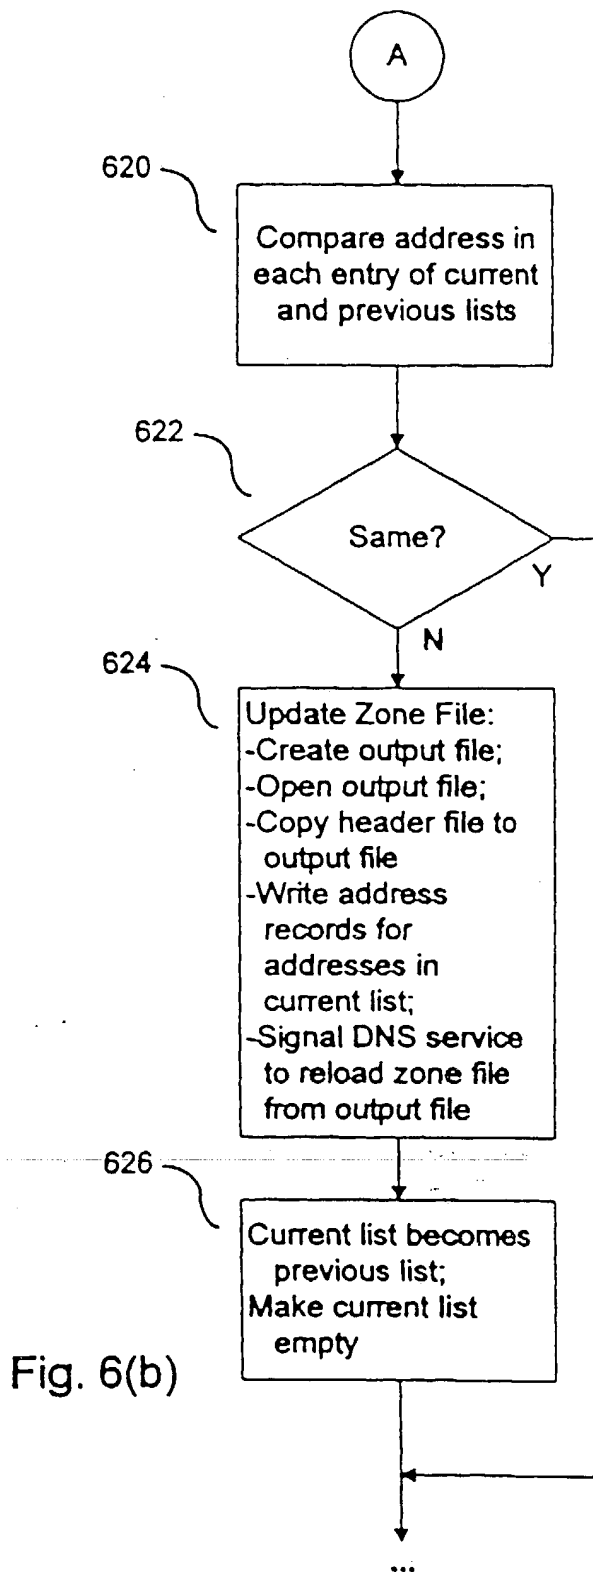 A
620
Compare address in
each entry of current
and previous lists
622
Same?
Y
N
624
Update Zone File:
-Create output file;
-Open output file;
-Copy header file to
output file
-Write address
records for
addresses in
current list;
-Signal DNS service
to reload zone file
from output file
626
Current list becomes
previous list;
Make current list
empty
Fig. 6(b)
...